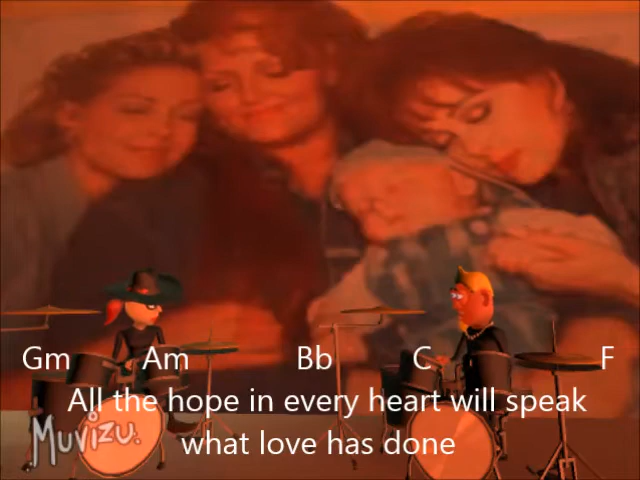 Gm Am Bb C F
All the hope in every heart will speak
what love has done
Muvizu.